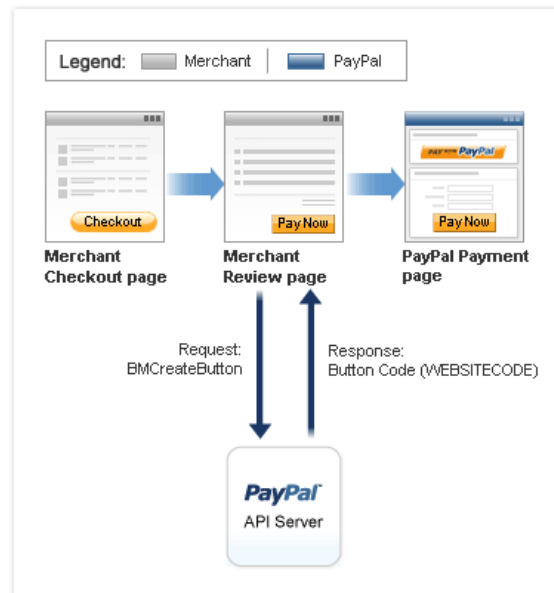 Legend: Merchant PayPal
Checkout
Pay Now
PayPal
Pay Now
Merchant
Checkout page
Merchant
Review page
PayPal Payment
page
Request:
BMCreateButton
Response:
Button Code (WEBSITECODE)
PayPal
API Server